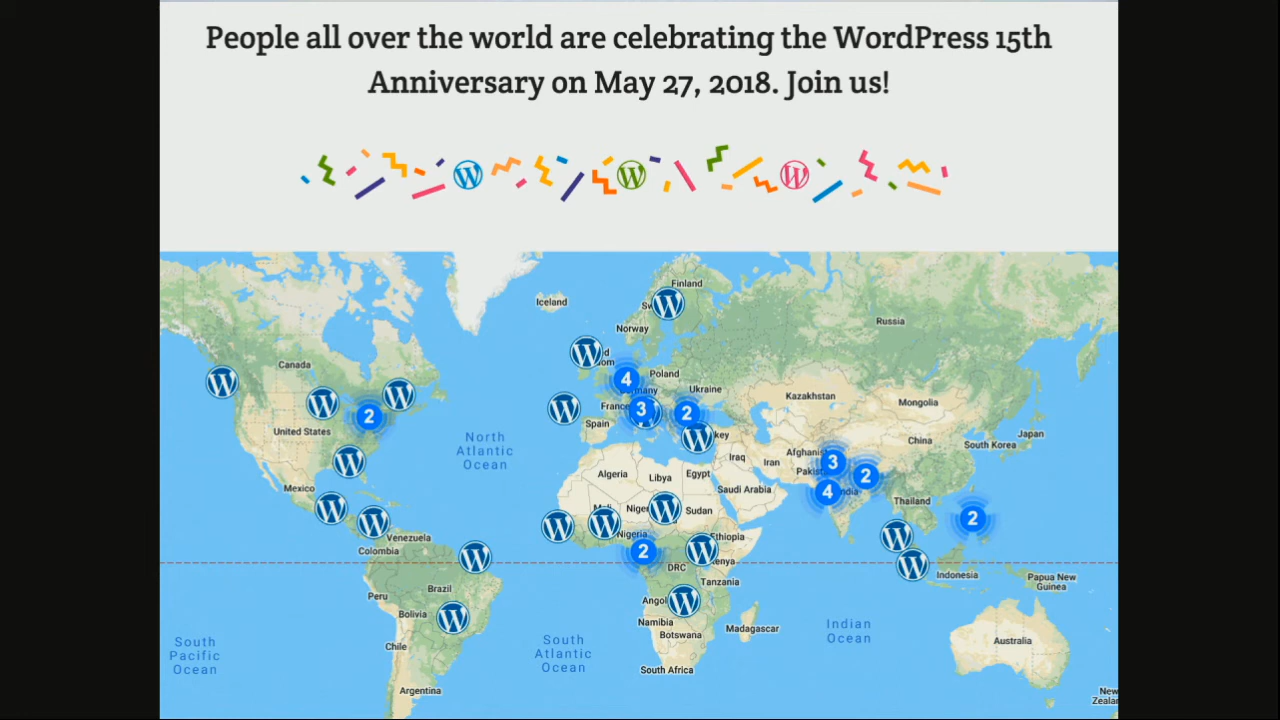 People all over the world are celebrating the WordPress 15th
Anniversary on May 27, 2018. Join us!
Finland
Iceland
Norway
Russia
Canada
Poland
4
Ukraine
Kazakhstan
Mongolia
France
3
2
2
United States
Spain
North
Atlantic
Ocean
China
Japan
South Korea
Iraq
Iran
3
2
Algeria
Libya
Egypt
Saudi Arabia
4
Mexico
Thailand
Sudan
2
Venezuela
Nigeria
Ethiopia
Colombia
2
DRC
Indonesia
Papua New
Guinea
Tanzania
Brazil
Peru
Bolivia
Namibia
Botswana
Madagascar
Indian
Ocean
South
Pacific
Ocean
Chile
South
Atlantic
Ocean
Australia
South Africa
Argentina
New